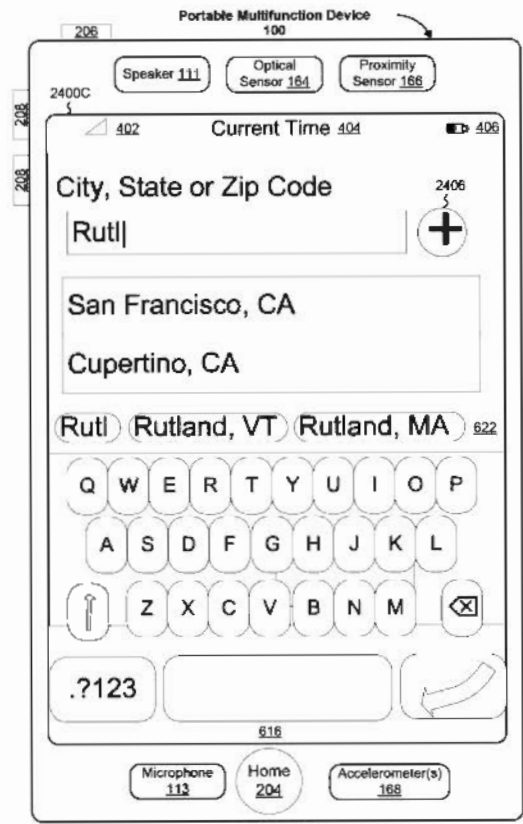 Portable Multifunction Device
100
206
Speaker 111
Optical
Sensor 164
Proximity
Sensor 166
2400C
208
208
402
Current Time 404
406
City, State or Zip Code
2406
Rutl
+
San Francisco, CA
Cupertino, CA
Rutl Rutland, VT Rutland, MA 622
Q W E R T Y U I O P
A S D F G H J K L
Z X C V B N M
.?123
616
Microphone
113
Home
204
Accelerometer(s)
168